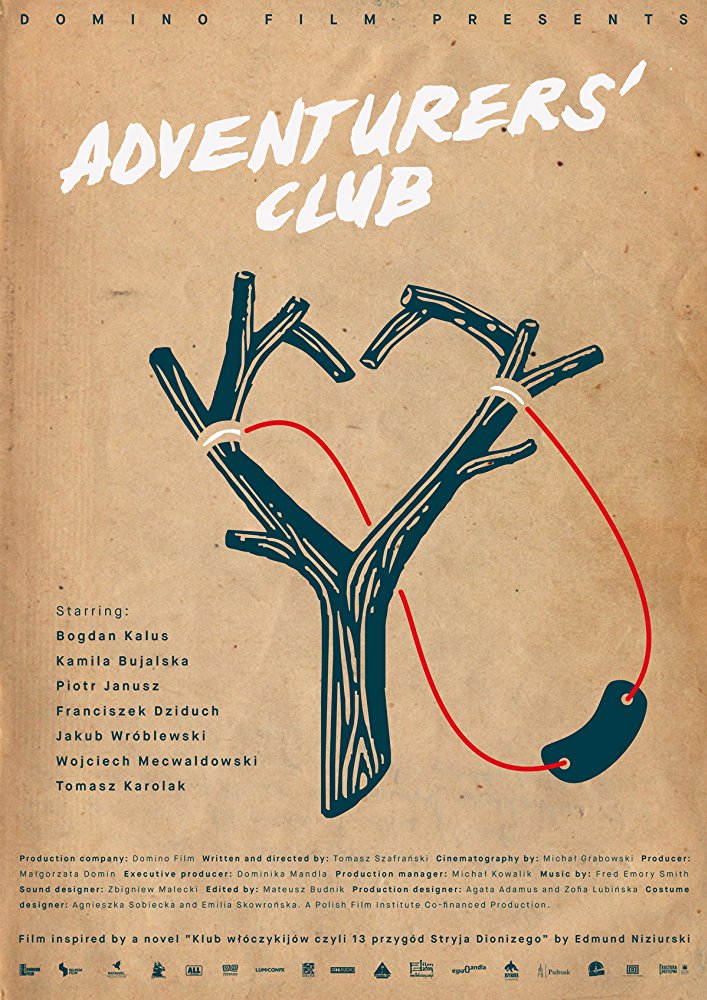 DOMINO FILM PRESENTS
ADVENTURERS'
CLUB
Starring:
Bogdan Kalus
Kamila Bujalska
Piotr Janusz
Franciszek Dziduch
Jakub Wróblewski
Wojciech Mecwaldowski
Tomasz Karolak
Production company: Domino Film Written and directed by: Tomasz Szafrański Cinematography by: Michał Grabowski Producer:
Małgorzata Domin Executive producer: Dominika Mandla Production manager: Michał Kowalik Music by: Fred Emory Smith
Sound designer: Zbigniew Malecki Edited by: Mateusz Budnik Production designer: Agata Adamus and Zofia Lubińska Costume
designer: Agnieszka Sobiecka and Emilia Skowrońska. A Polish Film Institute Co-financed Production.
Film inspired by a novel "Klub włóczykijów czyli 13 przygód Stryja Dionizego" by Edmund Niziurski
ALL LUMICONFX Pułtusk